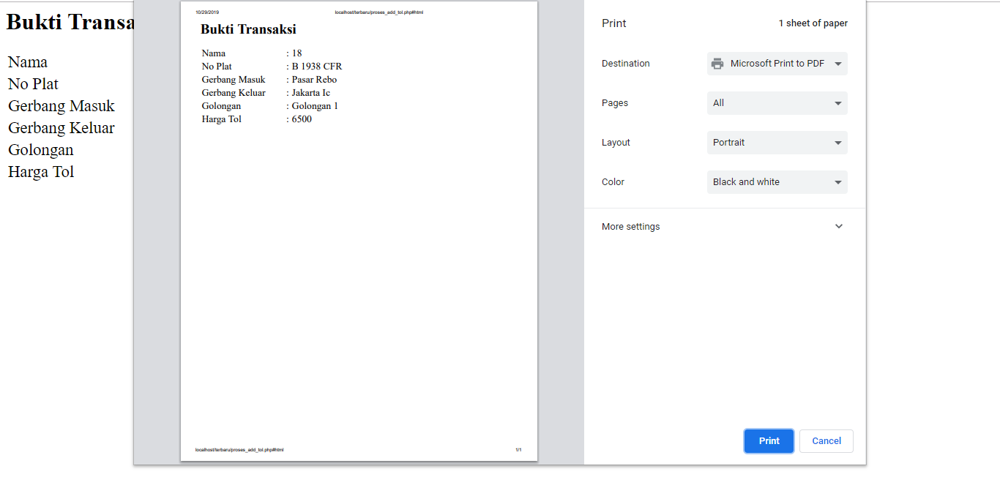 Bukti Transa
Nama
No Plat
Gerbang Masuk
Gerbang Keluar
Golongan
Harga Tol
10/29/2019 localhost/terbaru/proses_add_tol.php#html
Bukti Transaksi
Nama : 18
No Plat : B 1938 CFR
Gerbang Masuk : Pasar Rebo
Gerbang Keluar : Jakarta Ic
Golongan : Golongan 1
Harga Tol : 6500
localhost/terbaru/proses_add_tol.php#html 1/1
Print 1 sheet of paper
Destination Microsoft Print to PDF
Pages All
Layout Portrait
Color Black and white
More settings
Print Cancel